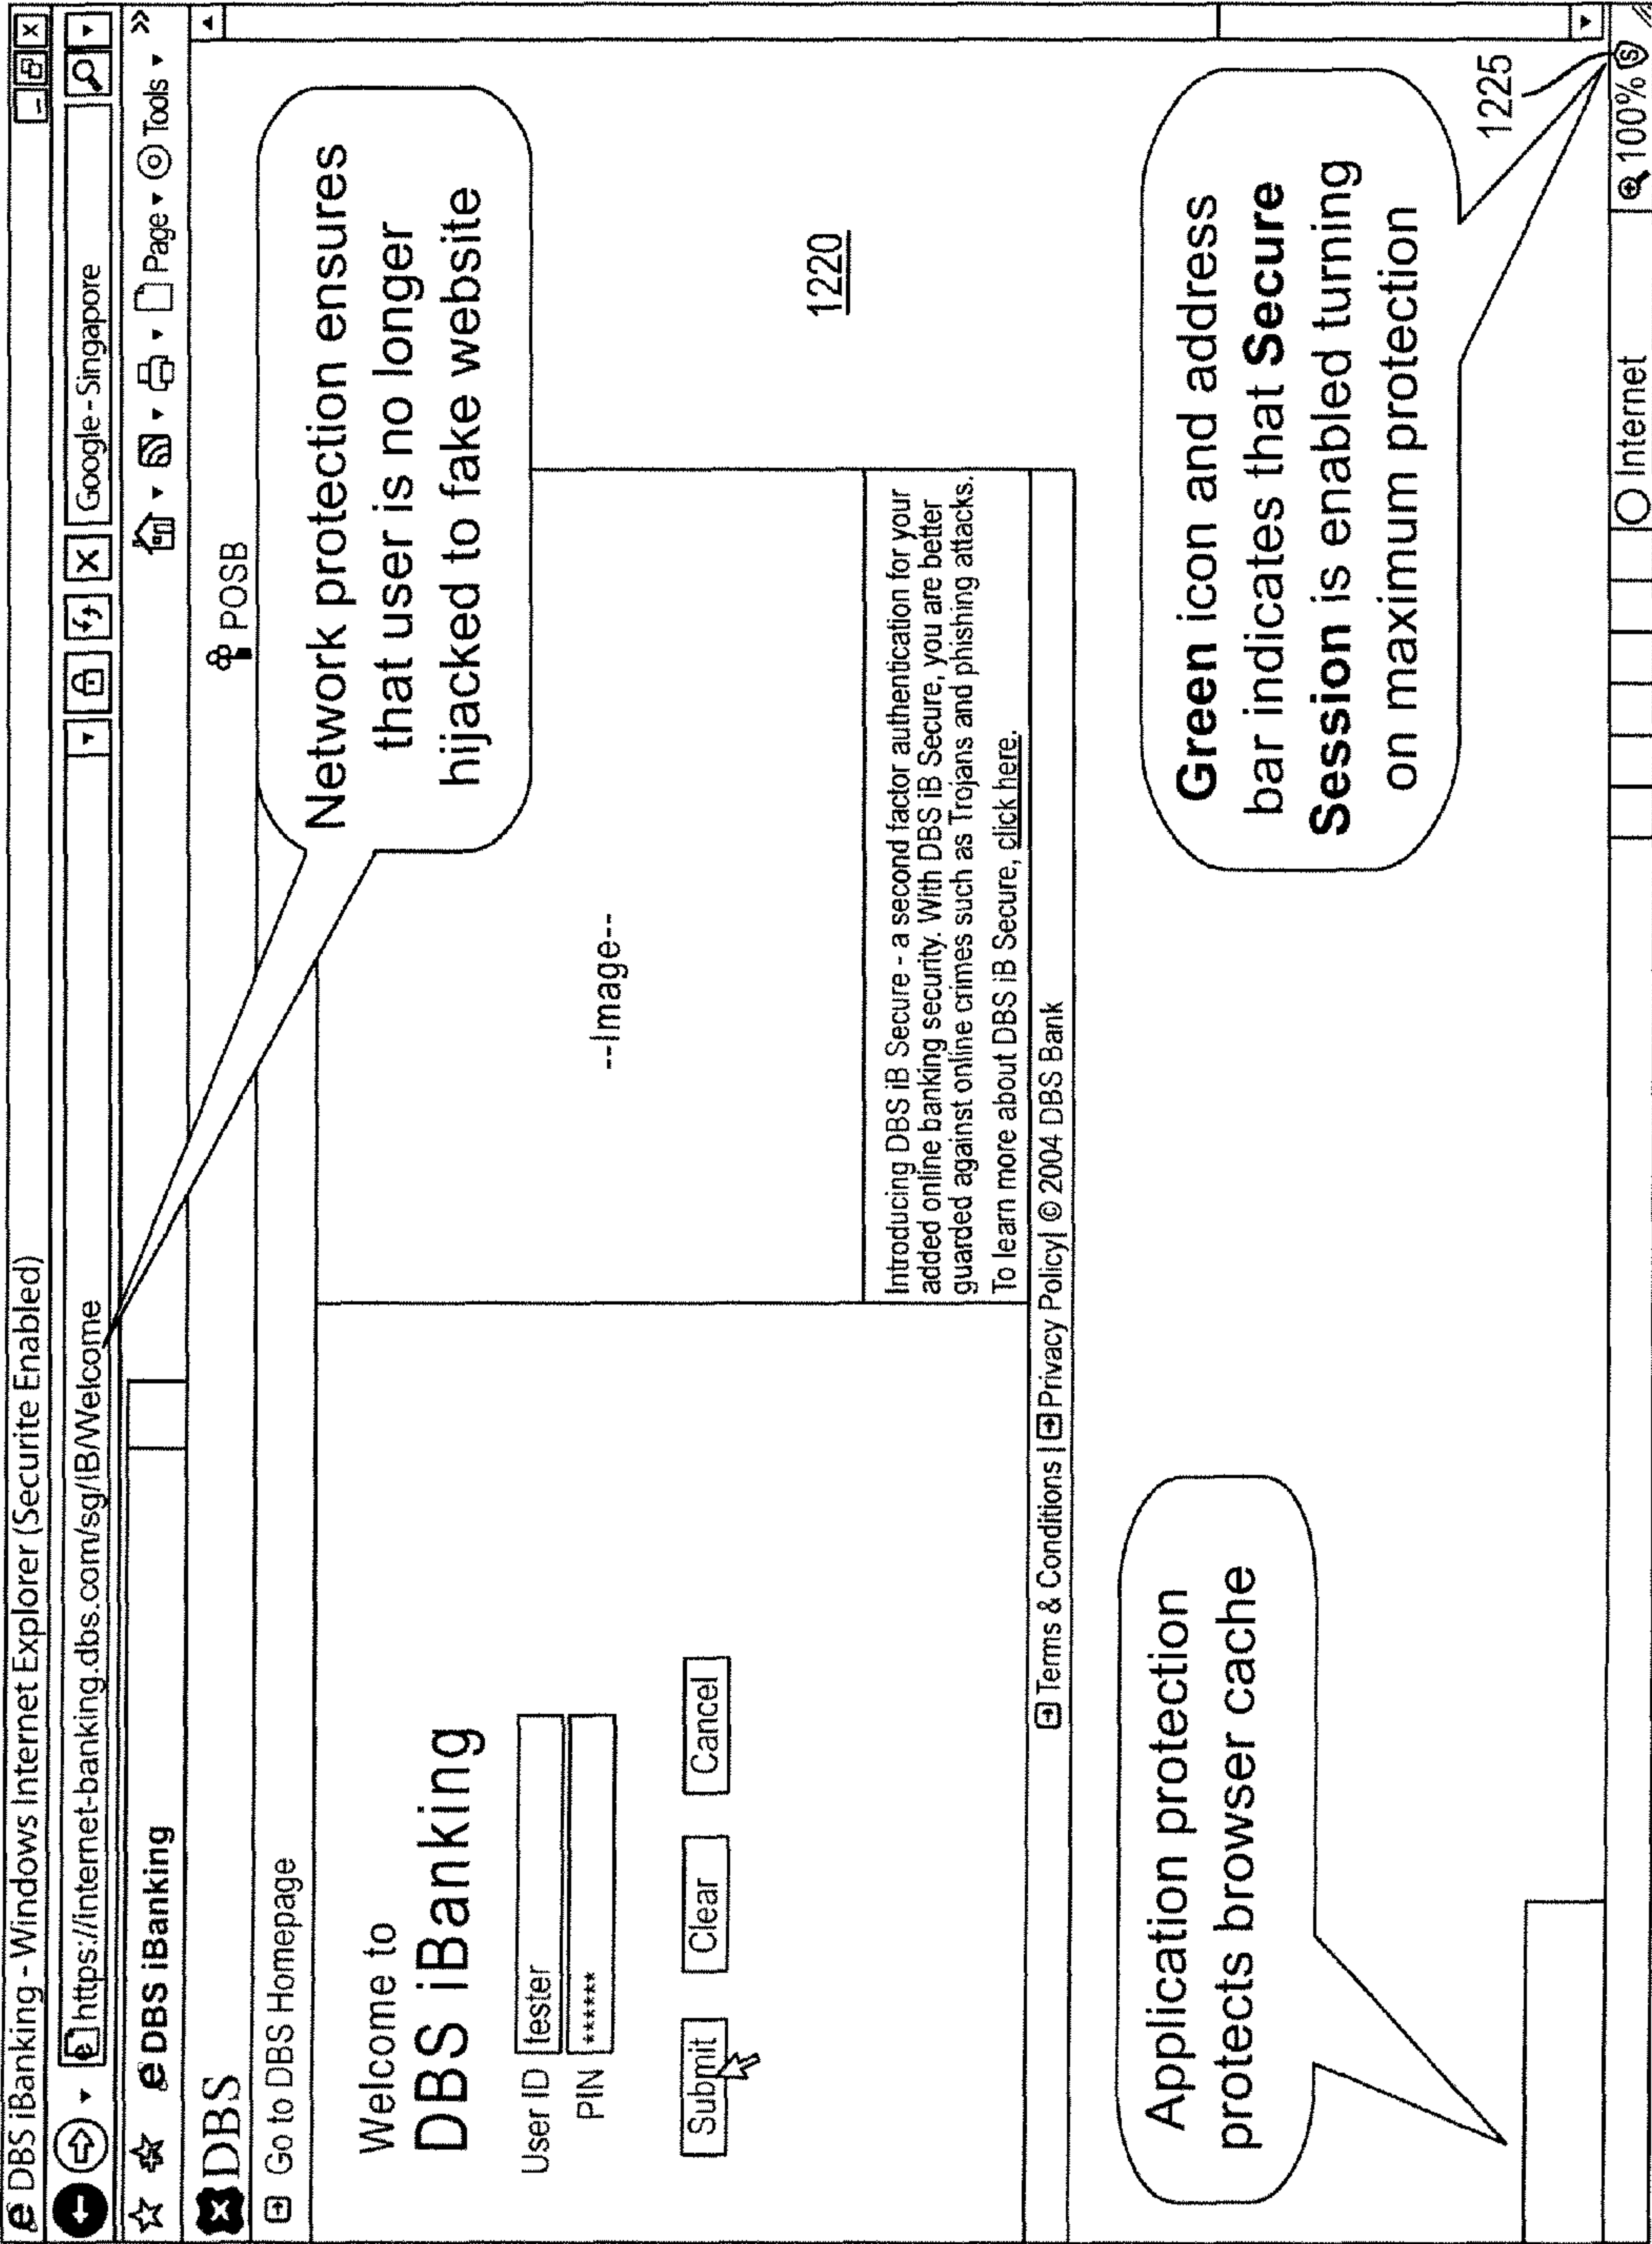 DBS iBanking - Windows Internet Explorer (Securite Enabled)
https://internet-banking.dbs.com/sg/IB/Welcome
Google - Singapore
DBS iBanking
Page
Tools
DBS
POSB
Go to DBS Homepage
Network protection ensures
that user is no longer
hijacked to fake website
Welcome to
DBS iBanking
User ID tester
PIN ******
Submit Clear Cancel
--Image--
1220
Introducing DBS iB Secure - a second factor authentication for your
added online banking security. With DBS iB Secure, you are better
guarded against online crimes such as Trojans and phishing attacks.
To learn more about DBS iB Secure, click here.
Terms & Conditions | Privacy Policy| © 2004 DBS Bank
Application protection
protects browser cache
Green icon and address
bar indicates that Secure
Session is enabled turning
on maximum protection
1225
Internet
100%
S